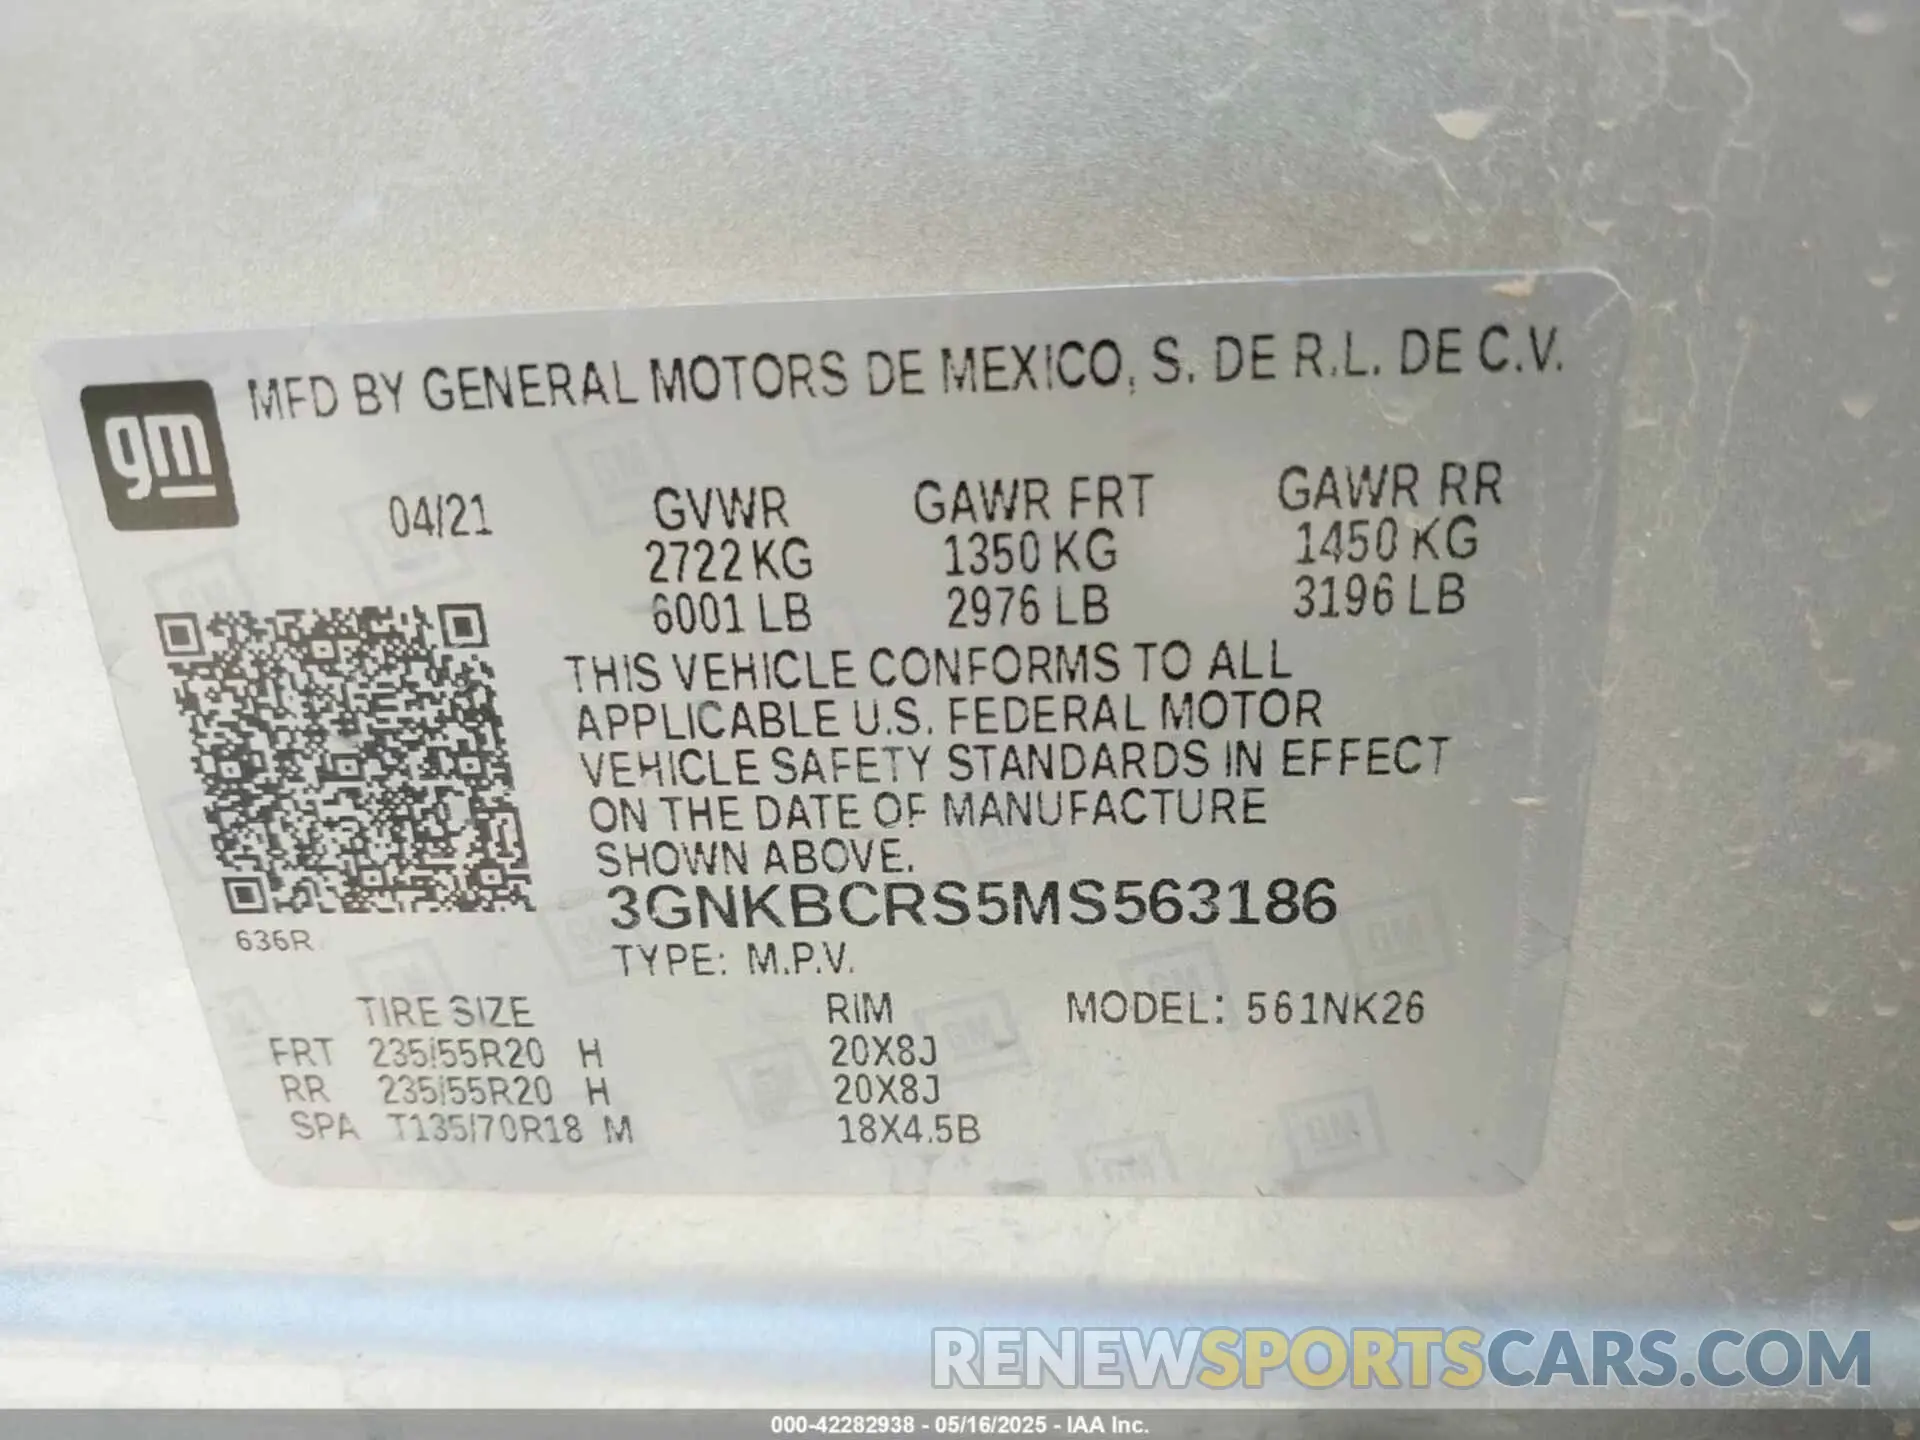 gm
MFD BY GENERAL MOTORS DE MEXICO, S. DE R.L. DE C.V.
04/21 GVWR GAWR FRT GAWR RR
2722 KG 1350 KG 1450 KG
6001 LB 2976 LB 3196 LB
THIS VEHICLE CONFORMS TO ALL
APPLICABLE U.S. FEDERAL MOTOR
VEHICLE SAFETY STANDARDS IN EFFECT
ON THE DATE OF MANUFACTURE
SHOWN ABOVE.
3GNKBCRS5MS563186
636R
TYPE: M.P.V.
TIRE SIZE RIM MODEL: 561NK26
FRT 235/55R20 H 20X8J
RR 235/55R20 H 20X8J
SPA T135/70R18 M 18X4.5B
RENEWSPORTSCARS.COM
000-42282938 - 05/16/2025 - IAA Inc.